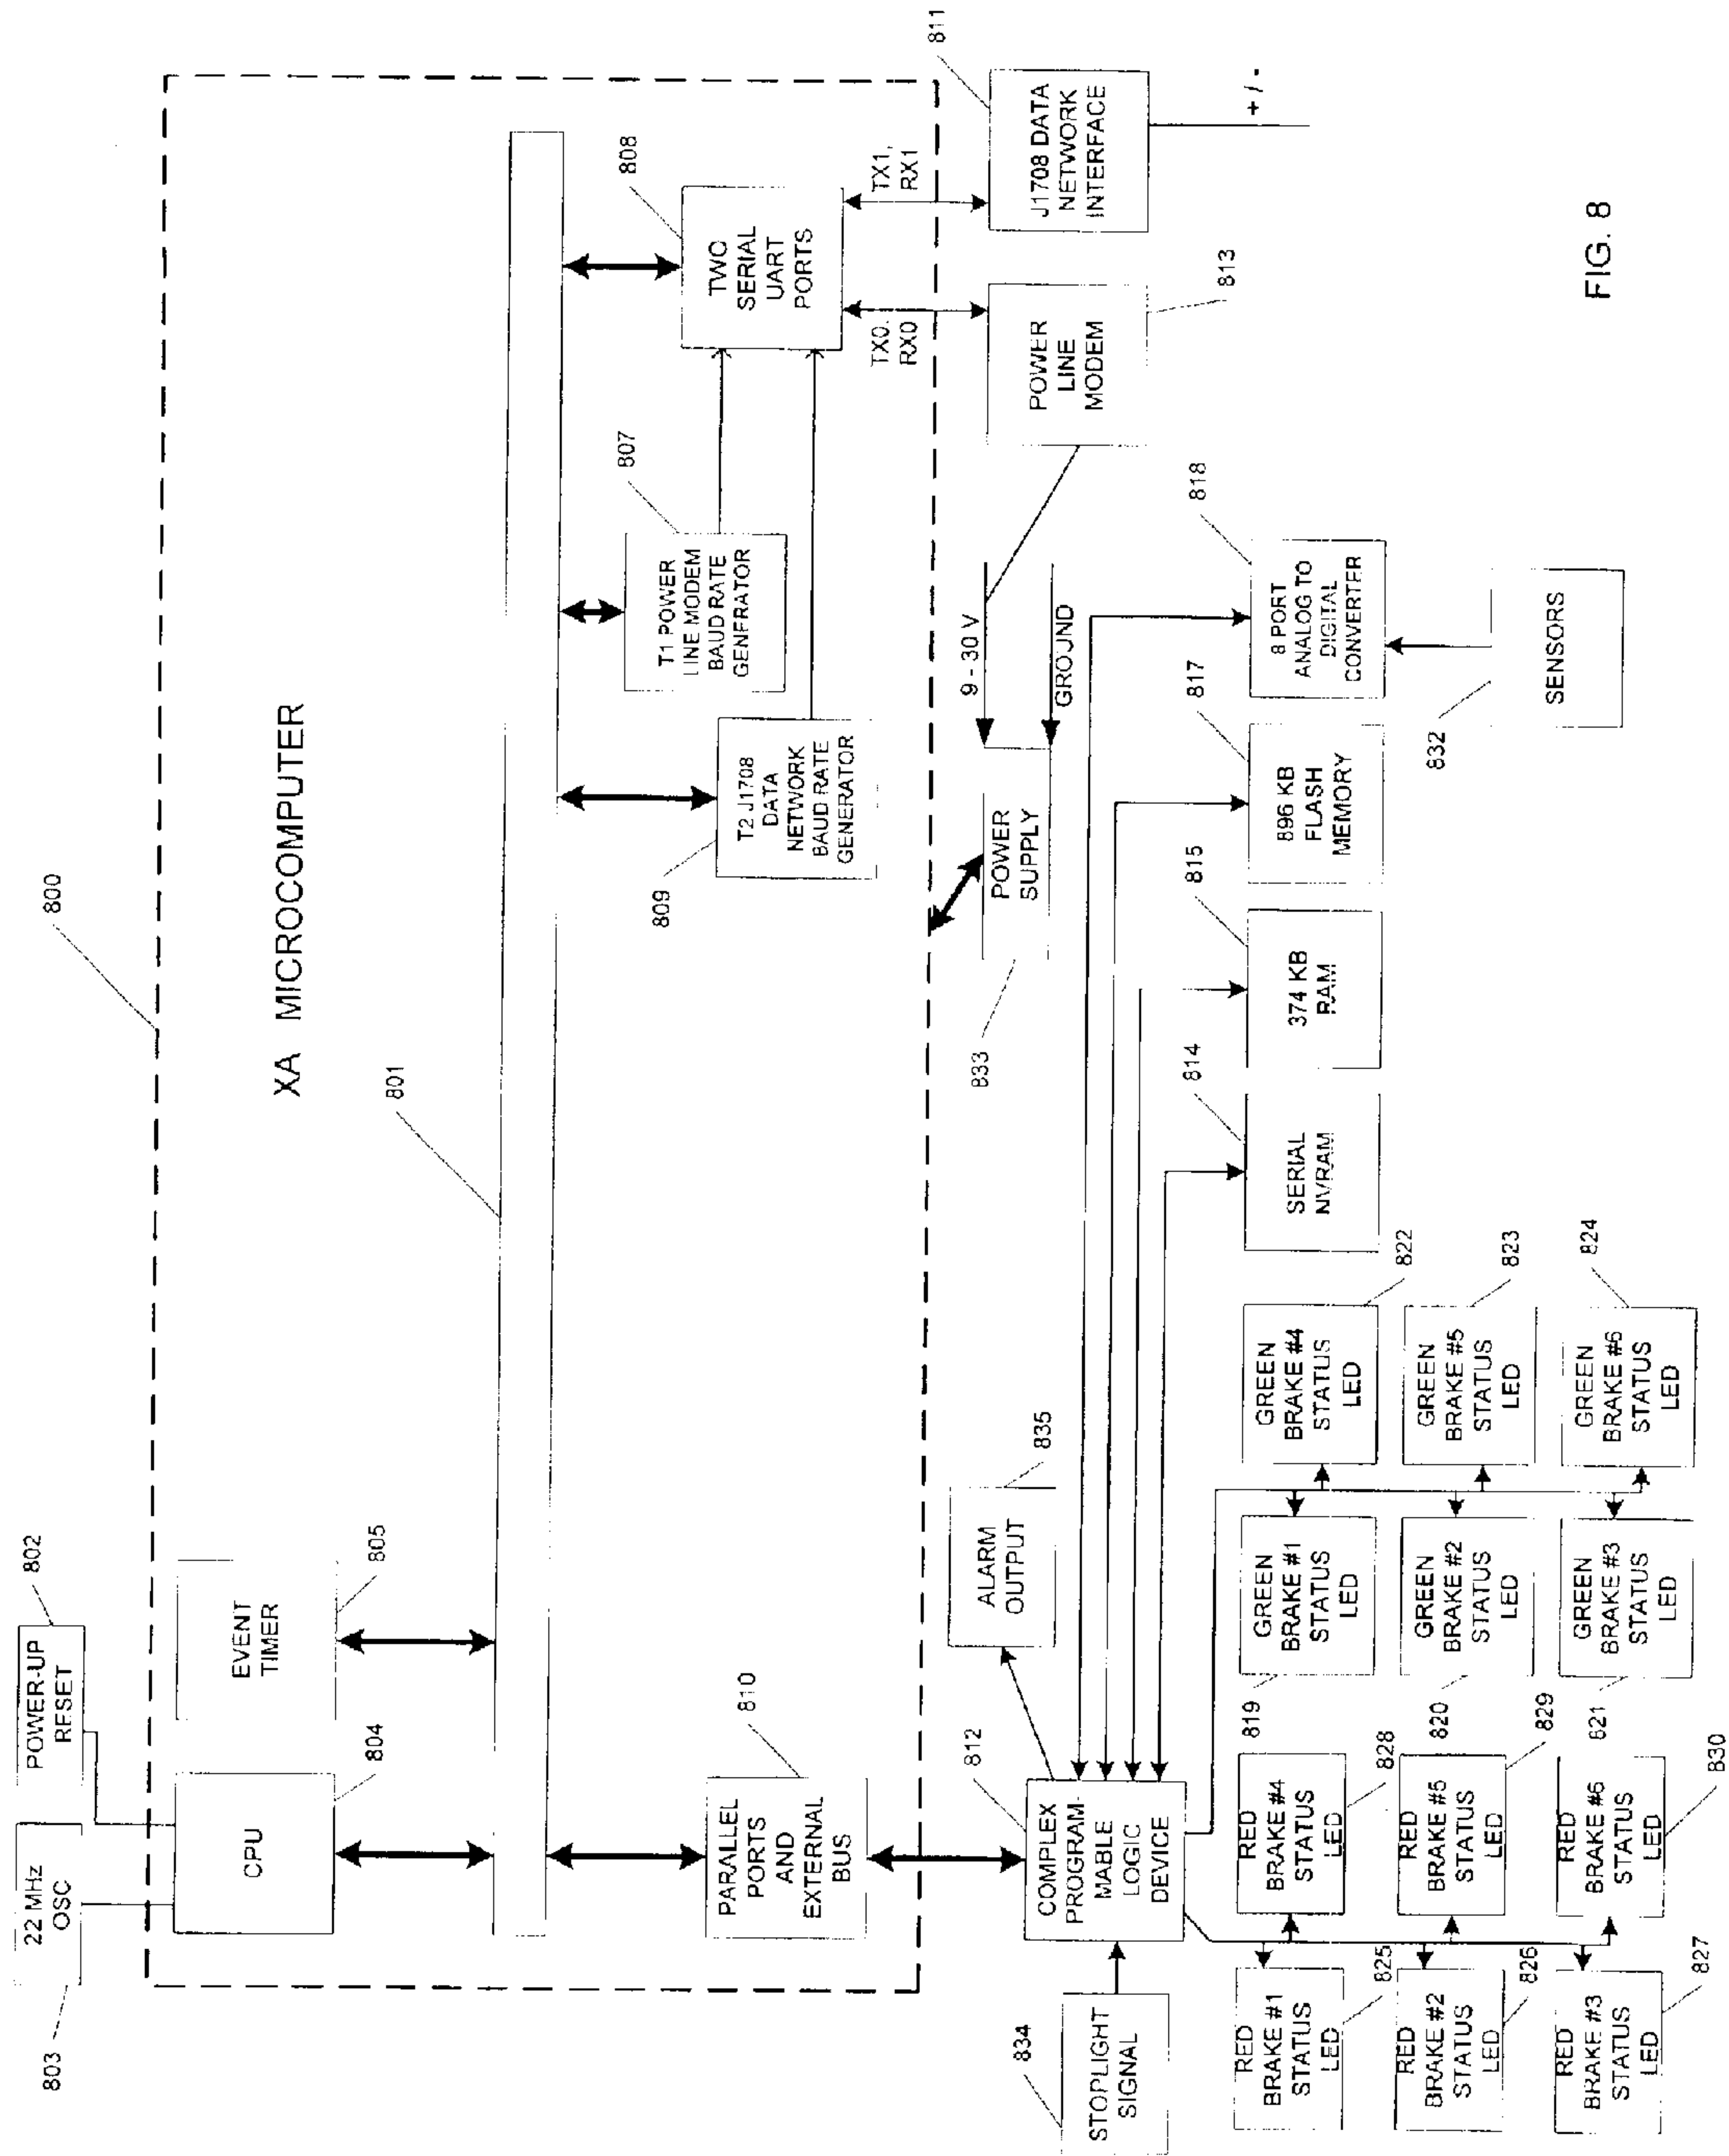 800
XA MICROCOMPUTER
22 MHz
OSC
803
POWER-UP
RESET
802
CPU
804
EVENT
TIMER
805
801
PARALLEL
PORTS AND
EXTERNAL
BUS
810
T2 J1708
DATA
NETWORK
BAUD RATE
GENERATOR
809
T1 POWER
LINE MODEM
BAUD RATE
GENERATOR
807
TWO
SERIAL
UART
PORTS
808
TX0,
RX0
TX1,
RX1
J1708 DATA
NETWORK
INTERFACE
811
+ / -
POWER
LINE
MODEM
813
9 - 30 V
GROUND
POWER
SUPPLY
833
STOPLIGHT
SIGNAL
834
COMPLEX
PROGRAM-
MABLE
LOGIC
DEVICE
812
ALARM
OUTPUT
835
SERIAL
NVRAM
814
374 KB
RAM
815
896 KB
FLASH
MEMORY
817
8 PORT
ANALOG TO
DIGITAL
CONVERTER
818
SENSORS
832
RED
BRAKE #1
STATUS
LED
825
RED
BRAKE #4
STATUS
LED
828
GREEN
BRAKE #1
STATUS
LED
819
GREEN
BRAKE #4
STATUS
LED
822
RED
BRAKE #2
STATUS
LED
826
RED
BRAKE #5
STATUS
LED
829
GREEN
BRAKE #2
STATUS
LED
820
GREEN
BRAKE #5
STATUS
LED
823
RED
BRAKE #3
STATUS
LED
827
RED
BRAKE #6
STATUS
LED
830
GREEN
BRAKE #3
STATUS
LED
821
GREEN
BRAKE #6
STATUS
LED
824
FIG. 8